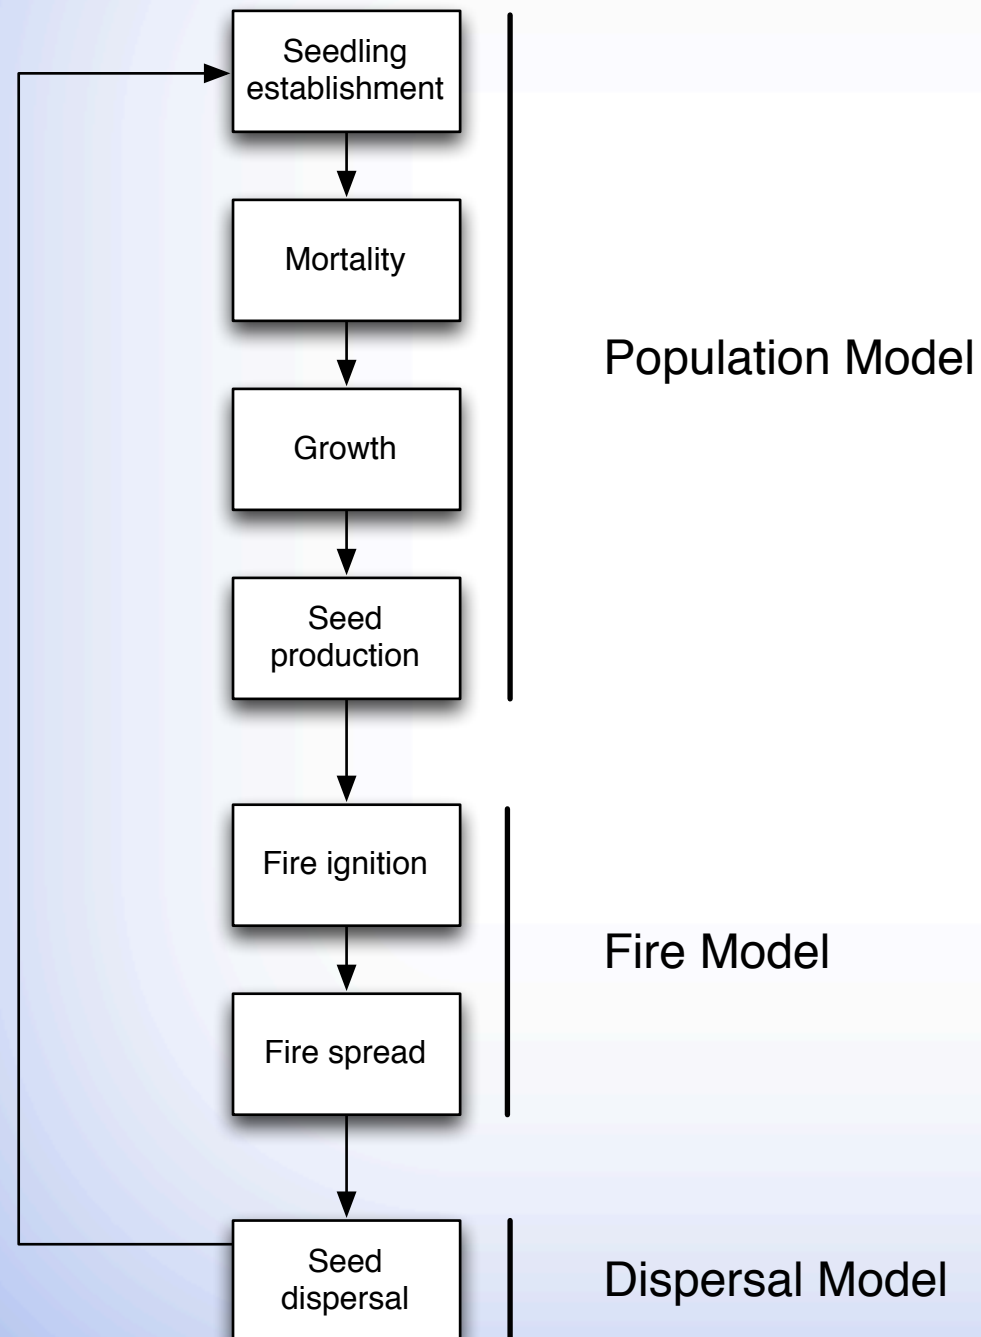 Seedling
establishment
Mortality
Population Model
Growth
Seed
production
Fire ignition
Fire Model
Fire spread
Seed
dispersal
Dispersal Model